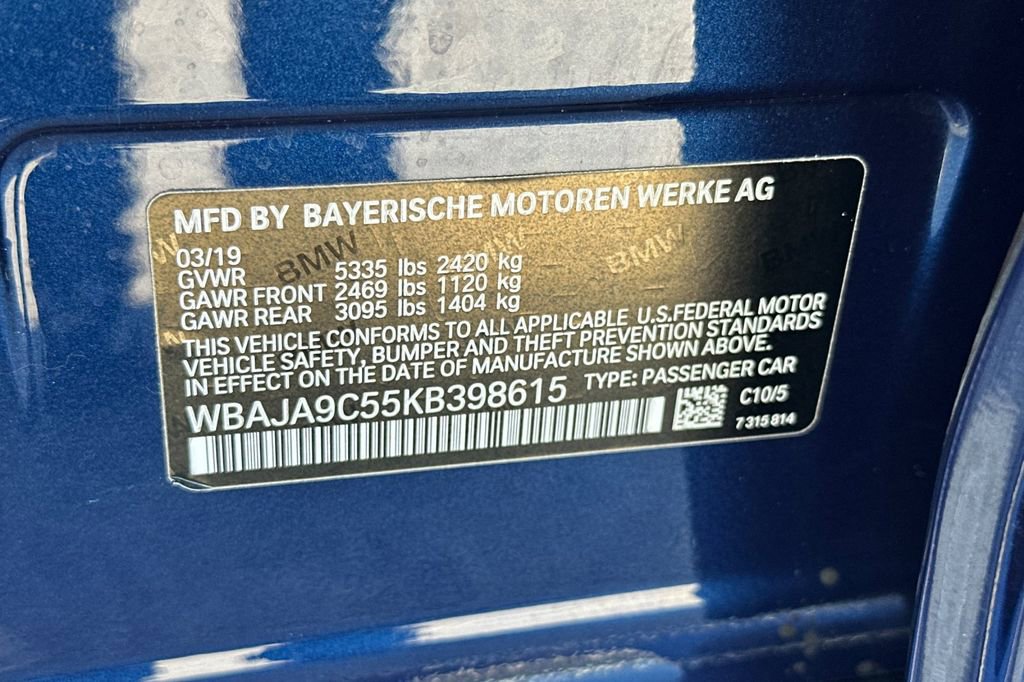 MFD BY BAYERISCHE MOTOREN WERKE AG
03/19
GVWR 5335 lbs 2420 kg
GAWR FRONT 2469 lbs 1120 kg
GAWR REAR 3095 lbs 1404 kg
THIS VEHICLE CONFORMS TO ALL APPLICABLE U.S.FEDERAL MOTOR
VEHICLE SAFETY, BUMPER AND THEFT PREVENTION STANDARDS
IN EFFECT ON THE DATE OF MANUFACTURE SHOWN ABOVE.
WBAJA9C55KB398615 TYPE: PASSENGER CAR
C10/5
7 315 814
BMW
BMW
BMW